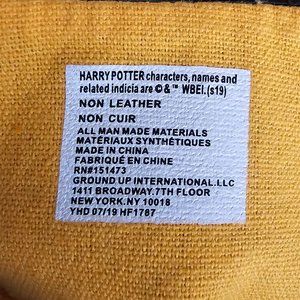 HARRY POTTER characters, names and
related indicia are © & ™ WBEI. (s19)
NON LEATHER
NON CUIR
ALL MAN MADE MATERIALS
MATÉRIAUX SYNTHÉTIQUES
MADE IN CHINA
FABRIQUÉ EN CHINE
RN#151473
GROUND UP INTERNATIONAL.LLC
1411 BROADWAY.7TH FLOOR
NEW YORK.NY 10018
YHD 07/19 HF1787